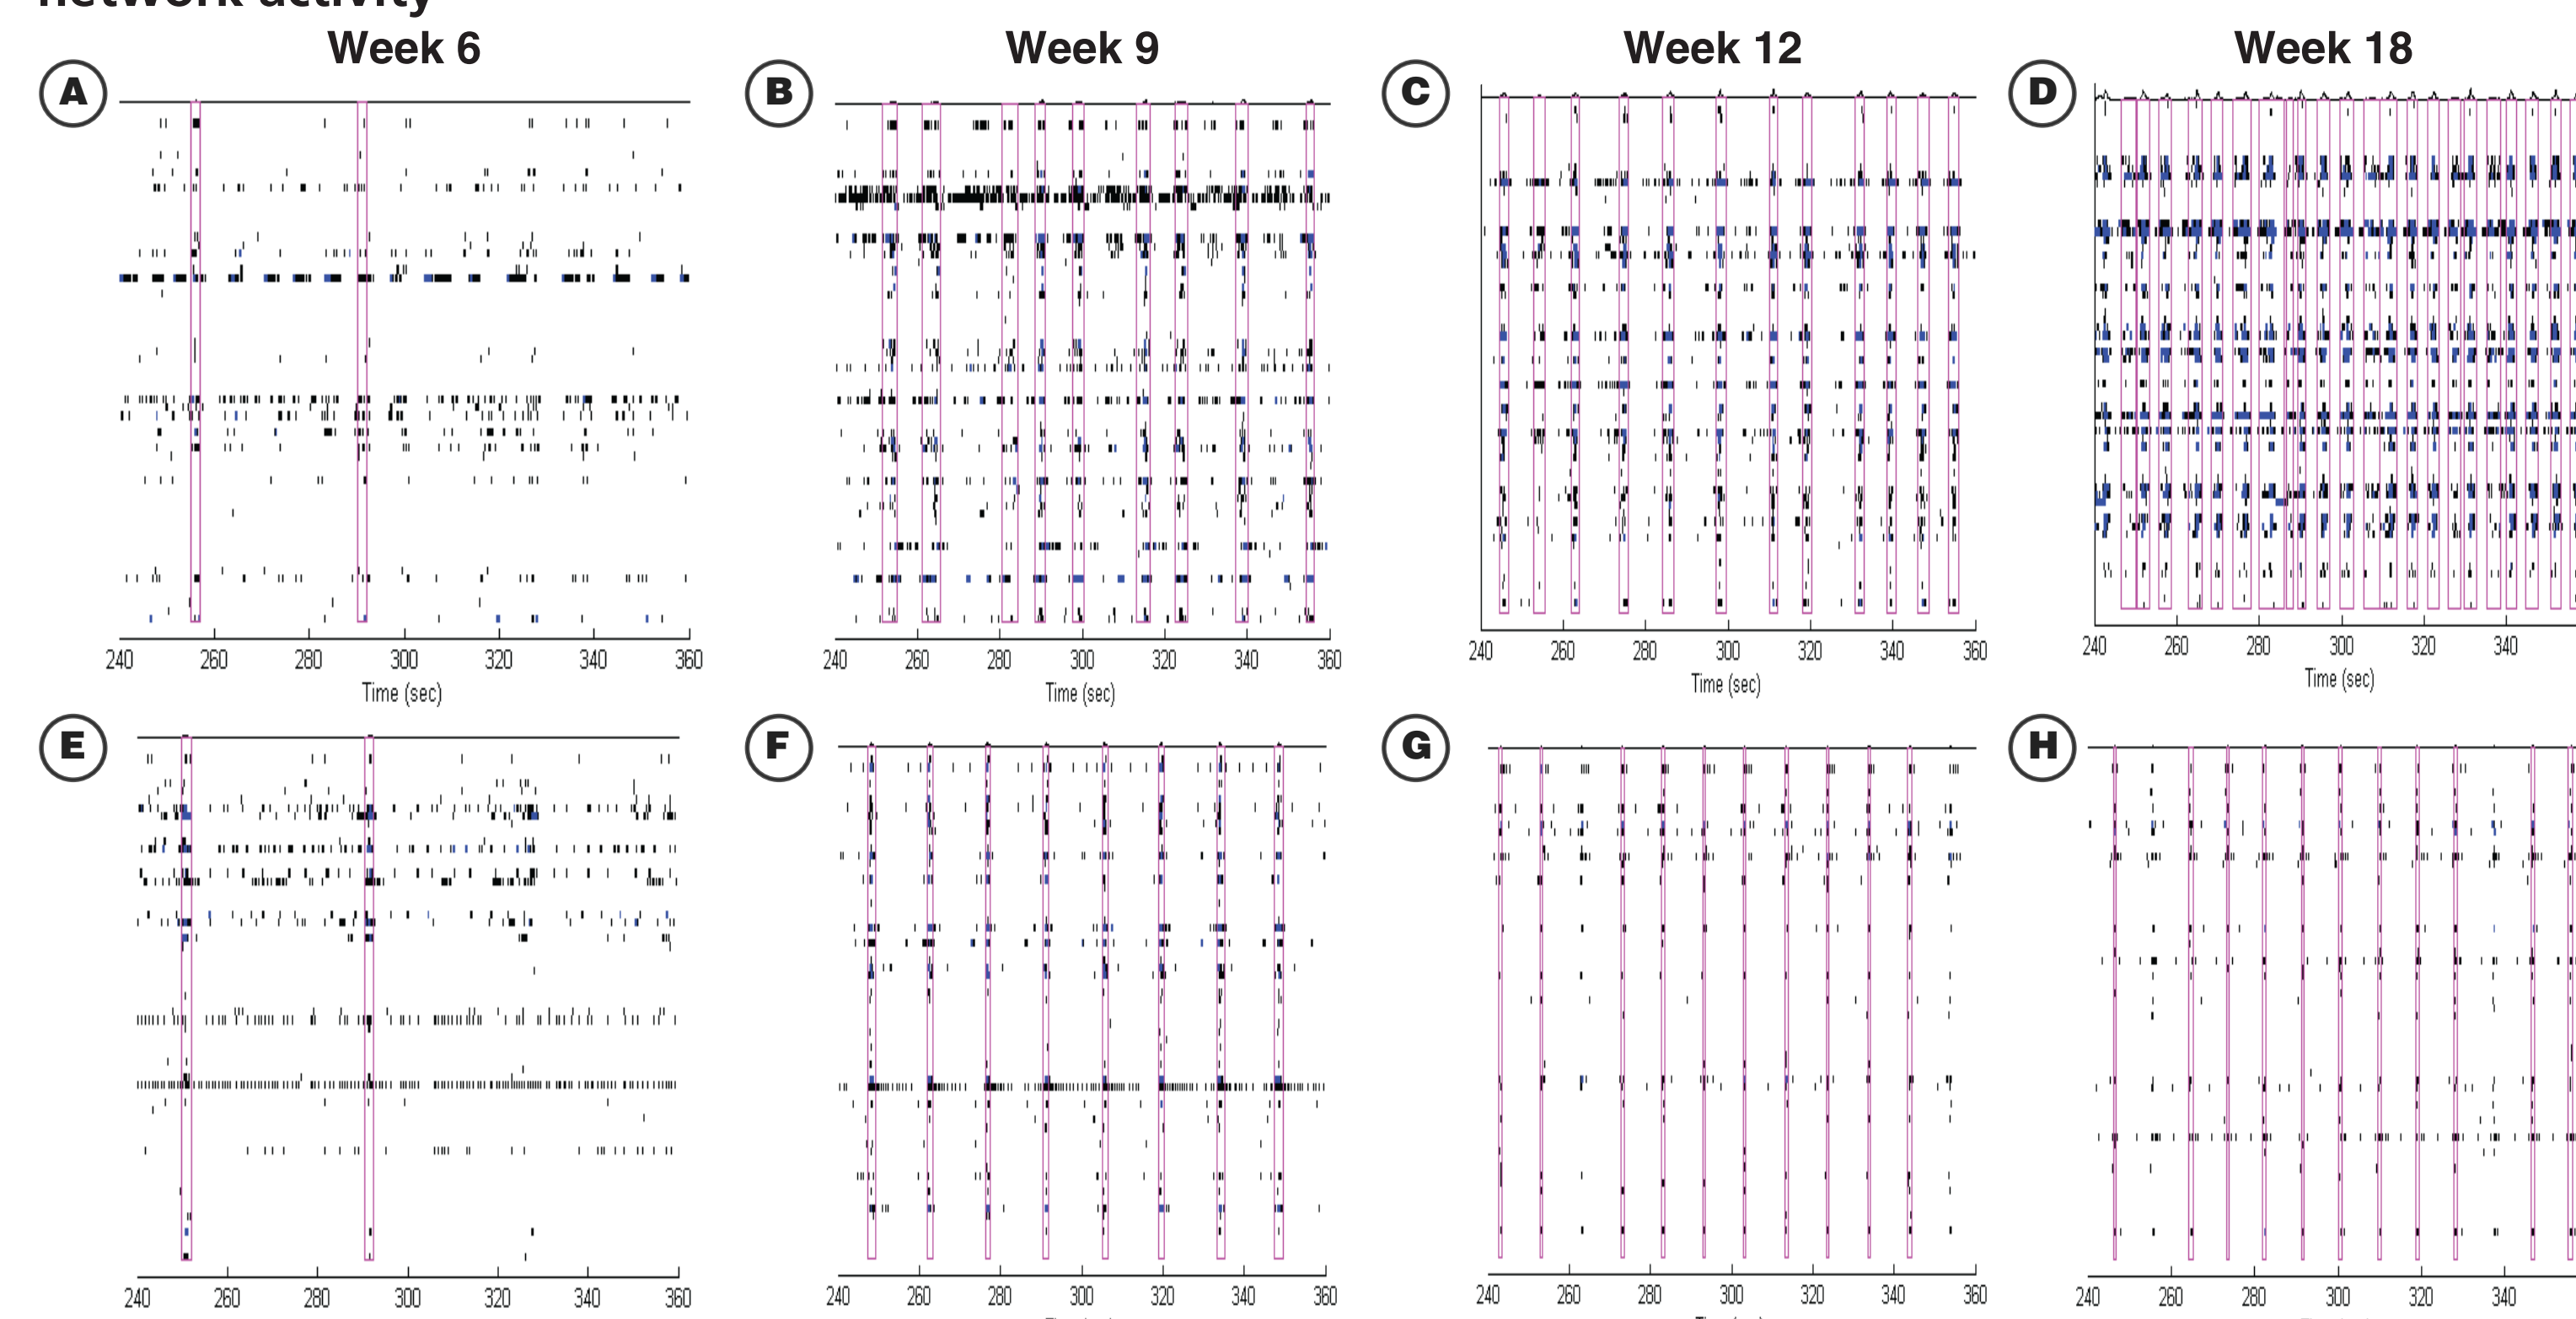 network activity
Week 6 Week 9 Week 12 Week 18
A B C D
240 260 280 300 320 340 360 240 260 280 300 320 340 360 240 260 280 300 320 340 360 240 260 280 300 320 340
Time (sec) Time (sec) Time (sec) Time (sec)
E F G H
240 260 280 300 320 340 360 240 260 280 300 320 340 360 240 260 280 300 320 340 360 240 260 280 300 320 340